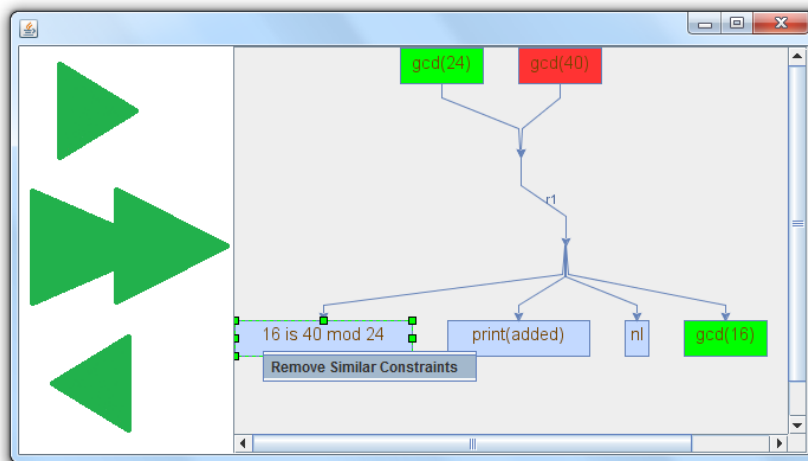 gcd(24)
gcd(40)
r1
16 is 40 mod 24
print(added)
nl
gcd(16)
Remove Similar Constraints